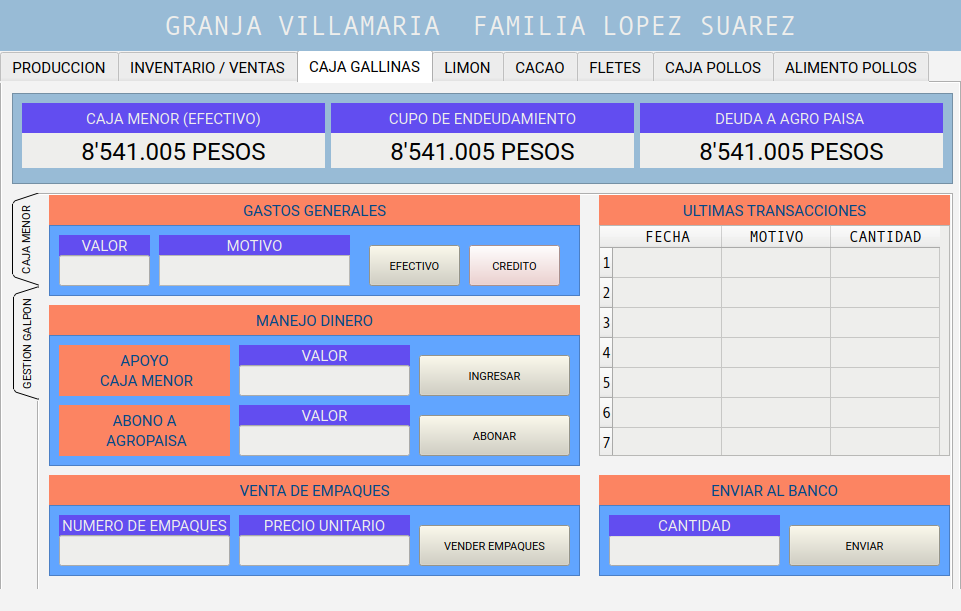 GRANJA VILLAMARIA  FAMILIA LOPEZ SUAREZ
PRODUCCION INVENTARIO / VENTAS CAJA GALLINAS LIMON CACAO FLETES CAJA POLLOS ALIMENTO POLLOS
CAJA MENOR (EFECTIVO) CUPO DE ENDEUDAMIENTO DEUDA A AGRO PAISA
8'541.005 PESOS 8'541.005 PESOS 8'541.005 PESOS
CAJA MENOR
GESTION GALPON
GASTOS GENERALES
VALOR MOTIVO
EFECTIVO CREDITO
MANEJO DINERO
APOYO
CAJA MENOR
VALOR
INGRESAR
ABONO A
AGROPAISA
VALOR
ABONAR
VENTA DE EMPAQUES
NUMERO DE EMPAQUES PRECIO UNITARIO
VENDER EMPAQUES
ULTIMAS TRANSACCIONES
FECHA MOTIVO CANTIDAD
1
2
3
4
5
6
7
ENVIAR AL BANCO
CANTIDAD
ENVIAR